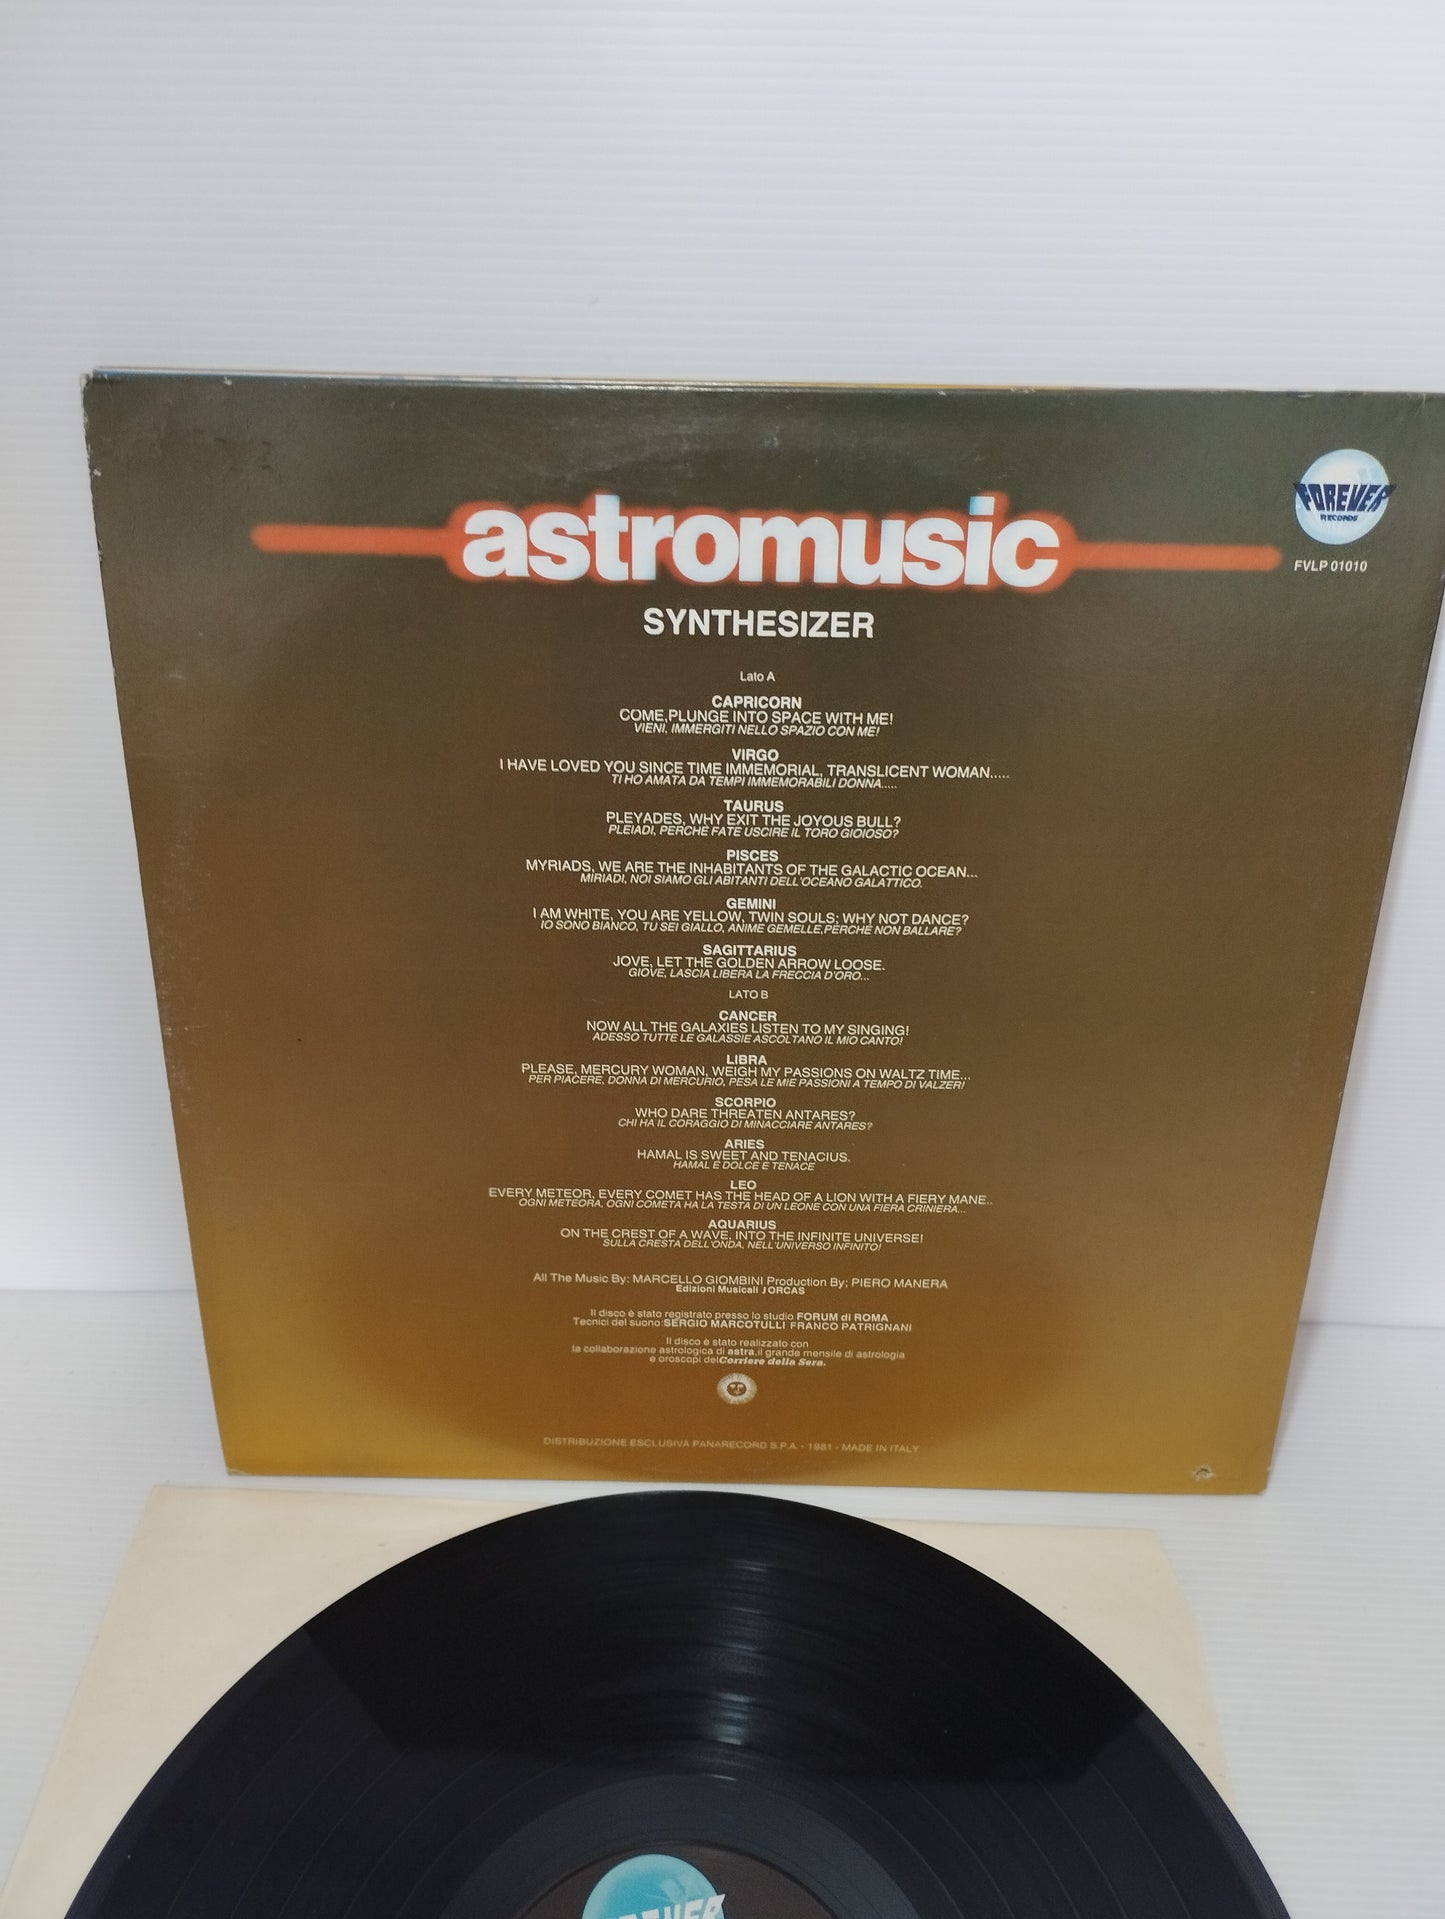 astromusic
FOREVER
RECORDS
FVLP 01010
SYNTHESIZER
Lato A
CAPRICORN
COME,PLUNGE INTO SPACE WITH ME!
VIENI, IMMERGITI NELLO SPAZIO CON ME!
VIRGO
I HAVE LOVED YOU SINCE TIME IMMEMORIAL, TRANSLICENT WOMAN.....
TI HO AMATA DA TEMPI IMMEMORABILI DONNA.....
TAURUS
PLEYADES, WHY EXIT THE JOYOUS BULL?
PLEIADI, PERCHÉ FATE USCIRE IL TORO GIOIOSO?
PISCES
MYRIADS, WE ARE THE INHABITANTS OF THE GALACTIC OCEAN...
MIRIADI, NOI SIAMO GLI ABITANTI DELL'OCEANO GALATTICO.
GEMINI
I AM WHITE, YOU ARE YELLOW, TWIN SOULS; WHY NOT DANCE?
IO SONO BIANCO, TU SEI GIALLO, ANIME GEMELLE,PERCHÉ NON BALLARE?
SAGITTARIUS
JOVE, LET THE GOLDEN ARROW LOOSE.
GIOVE, LASCIA LIBERA LA FRECCIA D'ORO...
LATO B
CANCER
NOW ALL THE GALAXIES LISTEN TO MY SINGING!
ADESSO TUTTE LE GALASSIE ASCOLTANO IL MIO CANTO!
LIBRA
PLEASE, MERCURY WOMAN, WEIGH MY PASSIONS ON WALTZ TIME...
PER PIACERE, DONNA DI MERCURIO, PESA LE MIE PASSIONI A TEMPO DI VALZER!
SCORPIO
WHO DARE THREATEN ANTARES?
CHI HA IL CORAGGIO DI MINACCIARE ANTARES?
ARIES
HAMAL IS SWEET AND TENACIUS.
HAMAL È DOLCE E TENACE
LEO
EVERY METEOR, EVERY COMET HAS THE HEAD OF A LION WITH A FIERY MANE..
OGNI METEORA, OGNI COMETA HA LA TESTA DI UN LEONE CON UNA FIERA CRINIERA...
AQUARIUS
ON THE CREST OF A WAVE, INTO THE INFINITE UNIVERSE!
SULLA CRESTA DELL'ONDA, NELL'UNIVERSO INFINITO!
All The Music By: MARCELLO GIOMBINI Production By; PIERO MANERA
Edizioni Musicali JORCAS
Il disco è stato registrato presso lo studio FORUM di ROMA
Tecnici del suono:SERGIO MARCOTULLI FRANCO PATRIGNANI
Il disco è stato realizzato con
la collaborazione astrologica di astra.il grande mensile di astrologia
e oroscopi del Corriere della Sera.
DISTRIBUZIONE ESCLUSIVA PANARECORD S.P.A. - 1981 - MADE IN ITALY